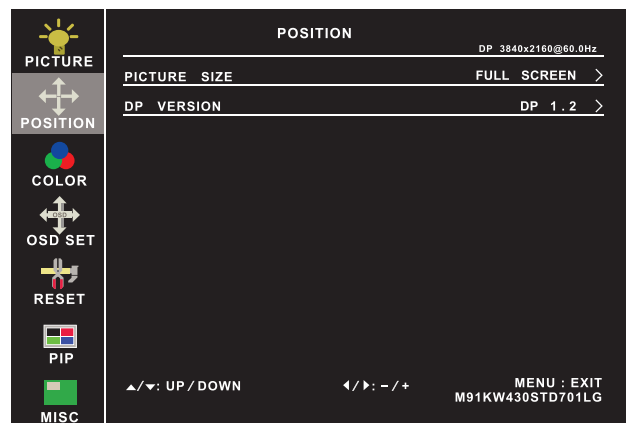 POSITION
DP 3840x2160@60.0Hz
PICTURE
PICTURE SIZE FULL SCREEN >
DP VERSION DP 1.2 >
POSITION
COLOR
OSD
OSD SET
RESET
PIP
MISC
▲/▼: UP / DOWN ◀/▶: – / + MENU : EXIT
M91KW430STD701LG